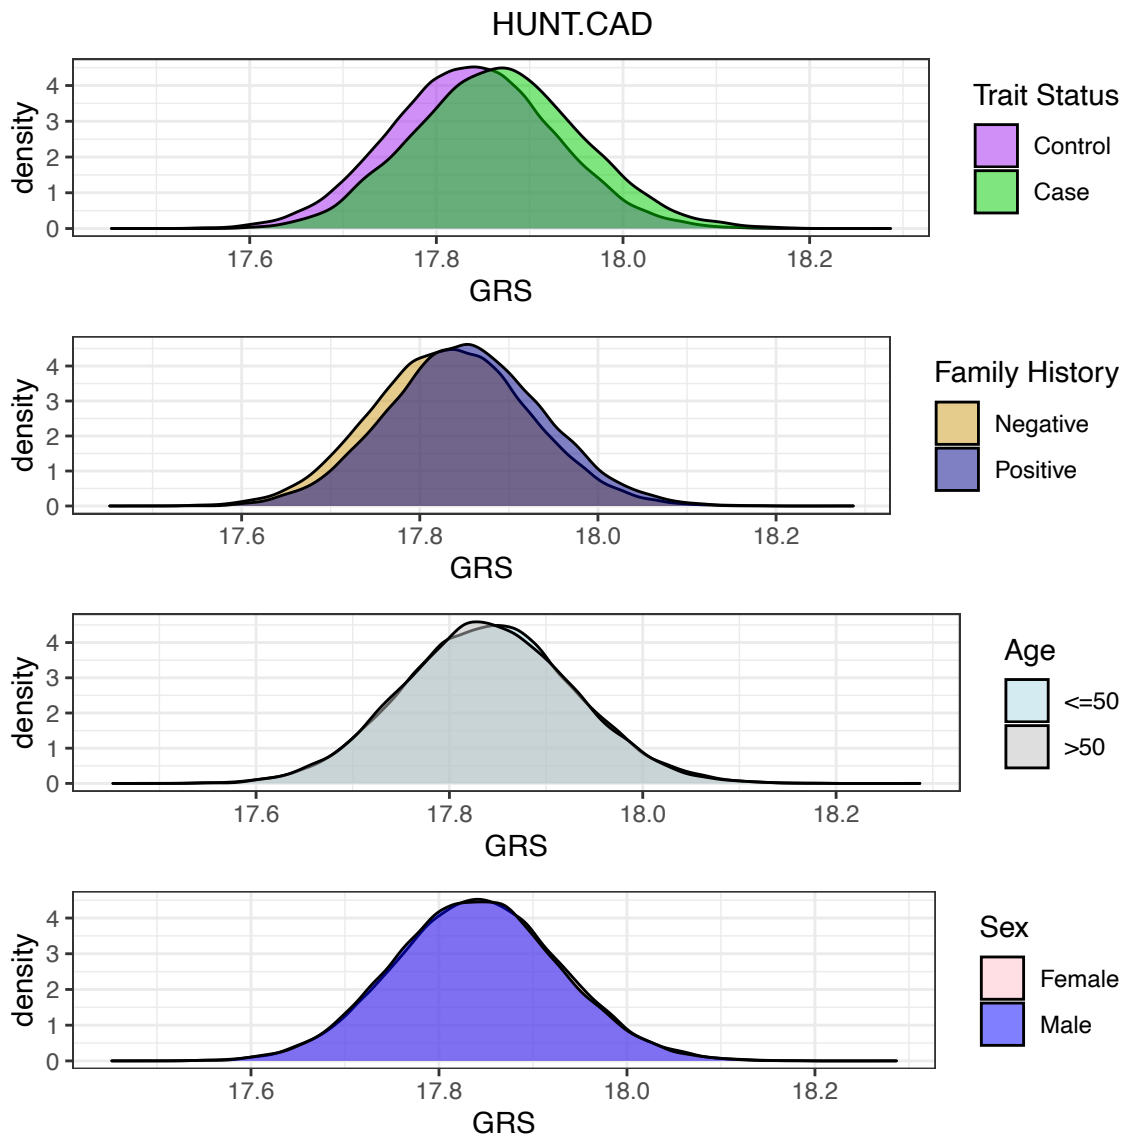 HUNT.CAD
density
4
3
2
1
0
17.6 17.8 18.0 18.2
GRS
Trait Status
Control
Case
density
4
3
2
1
0
17.6 17.8 18.0 18.2
GRS
Family History
Negative
Positive
density
4
3
2
1
0
17.6 17.8 18.0 18.2
GRS
Age
<=50
>50
density
4
3
2
1
0
17.6 17.8 18.0 18.2
GRS
Sex
Female
Male